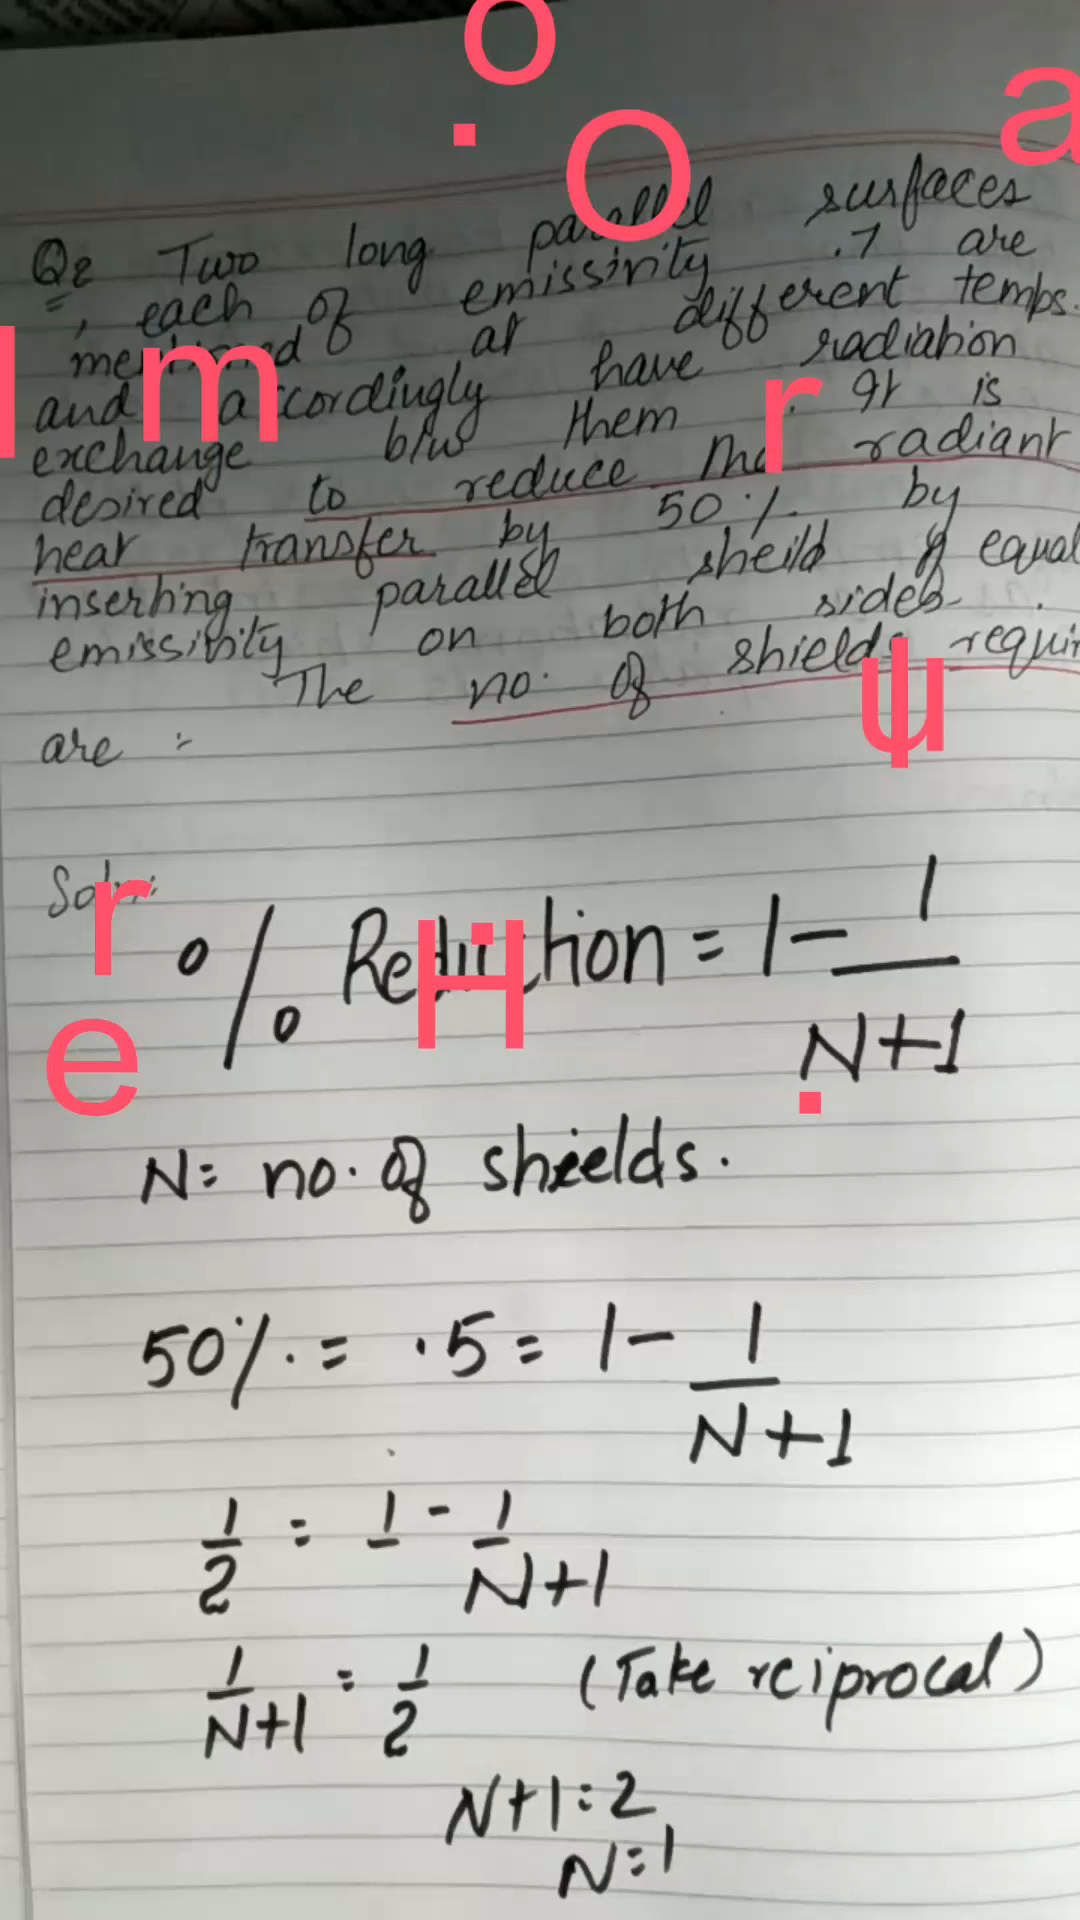 Q2 Two long parallel surfaces
, each of emissivity .7 are
at different temps.
and accordingly have radiation
exchange b/w them . It is
desired to reduce the radiant
heat transfer by 50% by
inserting parallel sheild of equal
emissivity on both sides.
The no. of shields
are :-
Soln:
% Reduction = 1 - 1/(N+1)
N = no. of shields.
50% = .5 = 1 - 1/(N+1)
1/2 = 1 - 1/(N+1)
1/(N+1) = 1/2 (Take reciprocal)
N+1 = 2
N = 1